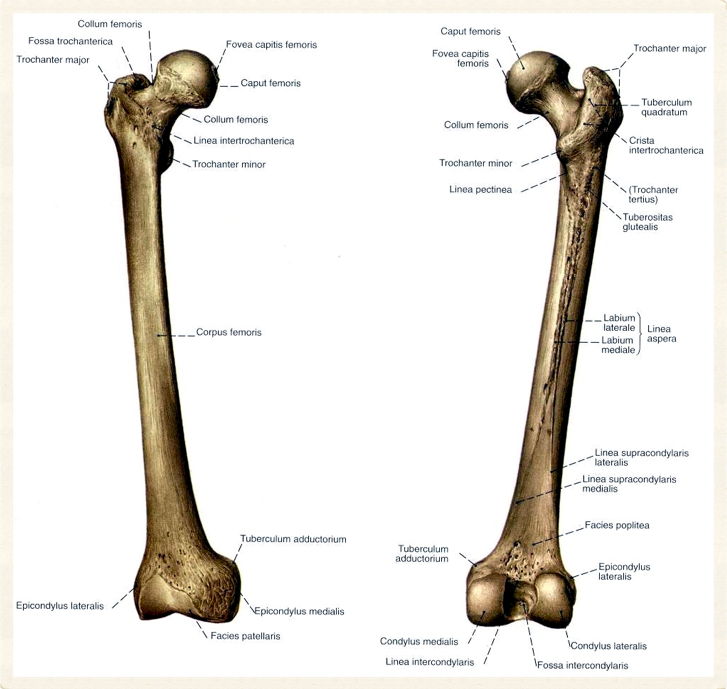 Collum femoris
Fossa trochanterica
Trochanter major
Fovea capitis femoris
Caput femoris
Collum femoris
Linea intertrochanterica
Trochanter minor
Corpus femoris
Tuberculum adductorium
Epicondylus lateralis
Epicondylus medialis
Facies patellaris
Caput femoris
Fovea capitis
femoris
Trochanter major
Tuberculum
quadratum
Collum femoris
Crista
intertrochanterica
Trochanter minor
Linea pectinea
(Trochanter
tertius)
Tuberositas
glutealis
Labium
laterale
Labium
mediale
Linea
aspera
Linea supracondylaris
lateralis
Linea supracondylaris
medialis
Facies poplitea
Tuberculum
adductorium
Epicondylus
lateralis
Condylus medialis
Condylus lateralis
Linea intercondylaris
Fossa intercondylaris